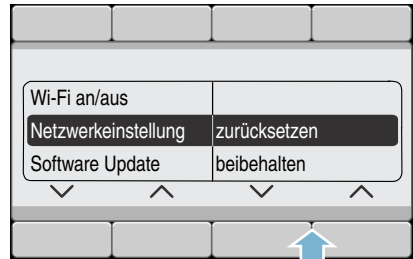 Wi-Fi an/aus
Netzwerkeinstellung zurücksetzen
Software Update beibehalten